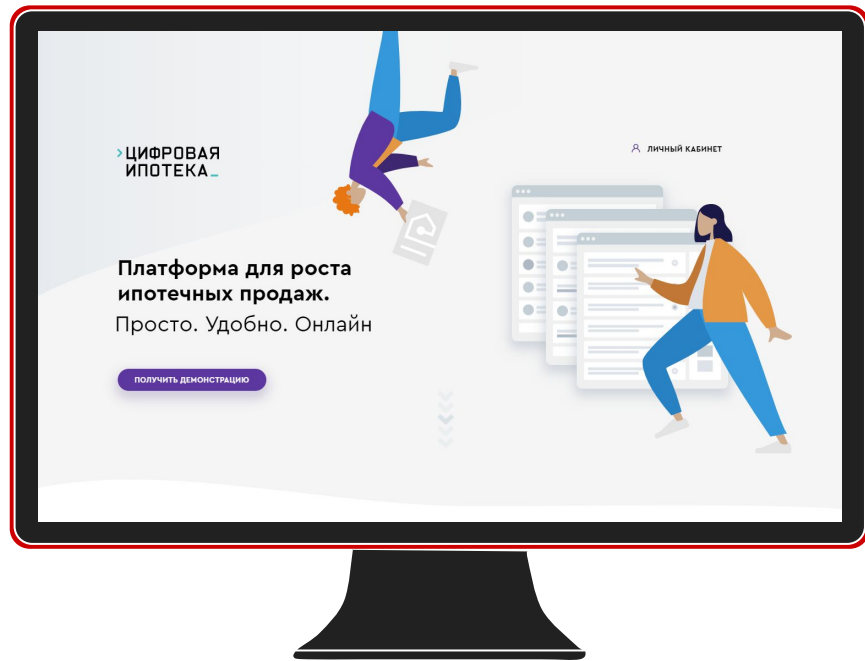 >ЦИФРОВАЯ
ИПОТЕКА_
ЛИЧНЫЙ КАБИНЕТ
Платформа для роста
ипотечных продаж.
Просто. Удобно. Онлайн
ПОЛУЧИТЬ ДЕМОНСТРАЦИЮ